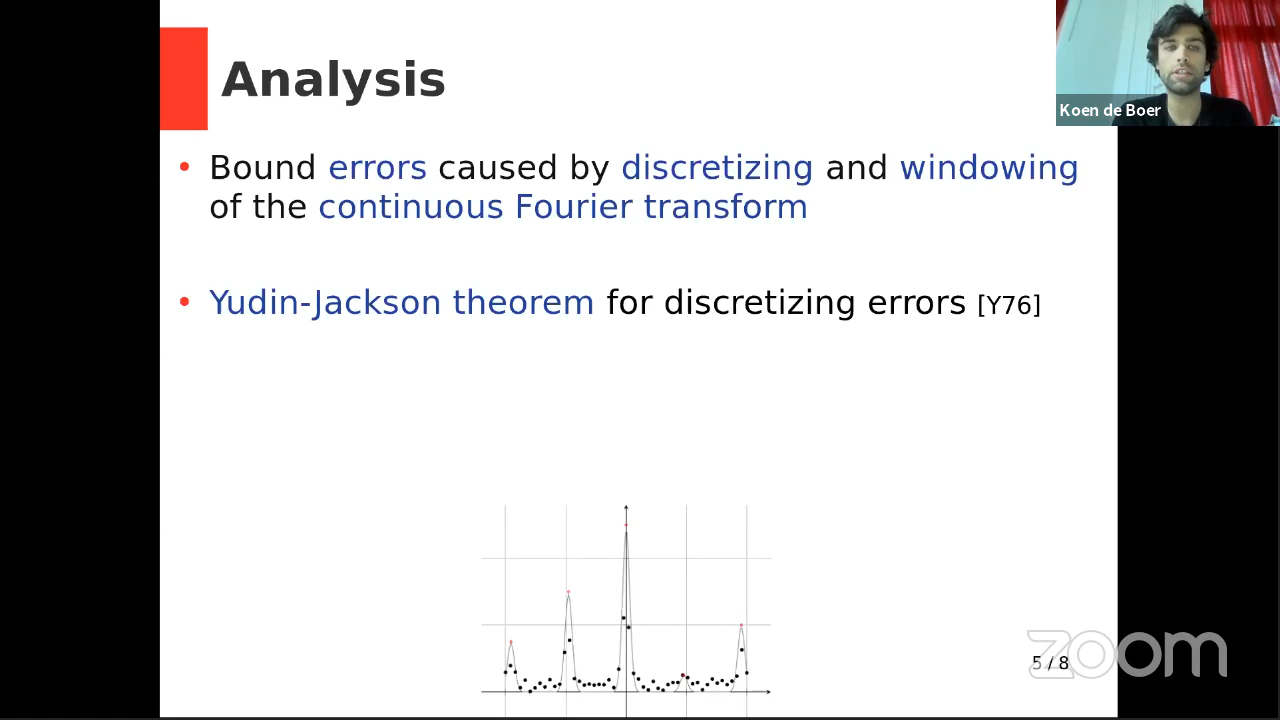 Analysis
Koen de Boer
• Bound errors caused by discretizing and windowing
of the continuous Fourier transform
• Yudin-Jackson theorem for discretizing errors [Y76]
zoom
5 / 8